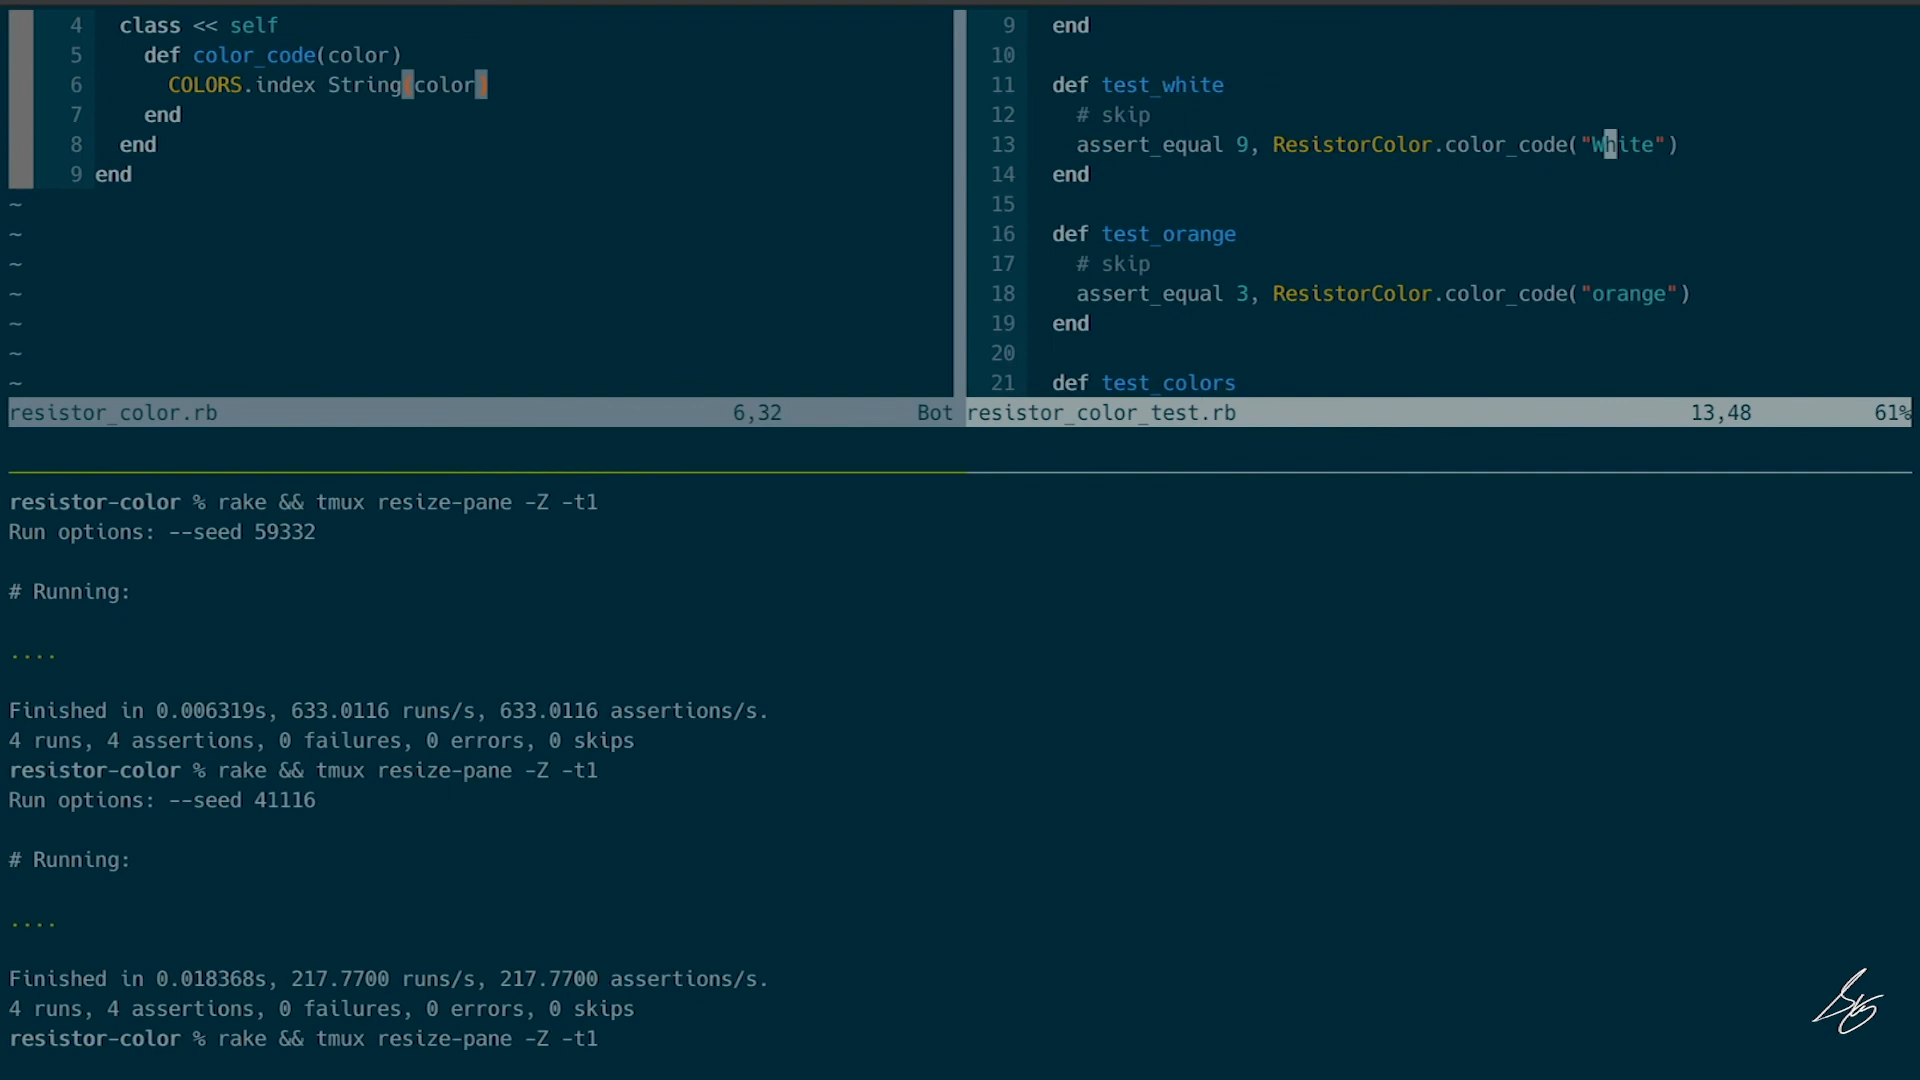 4   class << self
5     def color_code(color)
6       COLORS.index String(color)
7     end
8   end
9 end
~
~
~
~
~
~
~
resistor_color.rb 6,32 Bot
9   end
10
11   def test_white
12     # skip
13     assert_equal 9, ResistorColor.color_code("White")
14   end
15
16   def test_orange
17     # skip
18     assert_equal 3, ResistorColor.color_code("orange")
19   end
20
21   def test_colors
resistor_color_test.rb 13,48 61%
resistor-color % rake && tmux resize-pane -Z -t1
Run options: --seed 59332
# Running:
....
Finished in 0.006319s, 633.0116 runs/s, 633.0116 assertions/s.
4 runs, 4 assertions, 0 failures, 0 errors, 0 skips
resistor-color % rake && tmux resize-pane -Z -t1
Run options: --seed 41116
# Running:
....
Finished in 0.018368s, 217.7700 runs/s, 217.7700 assertions/s.
4 runs, 4 assertions, 0 failures, 0 errors, 0 skips
resistor-color % rake && tmux resize-pane -Z -t1